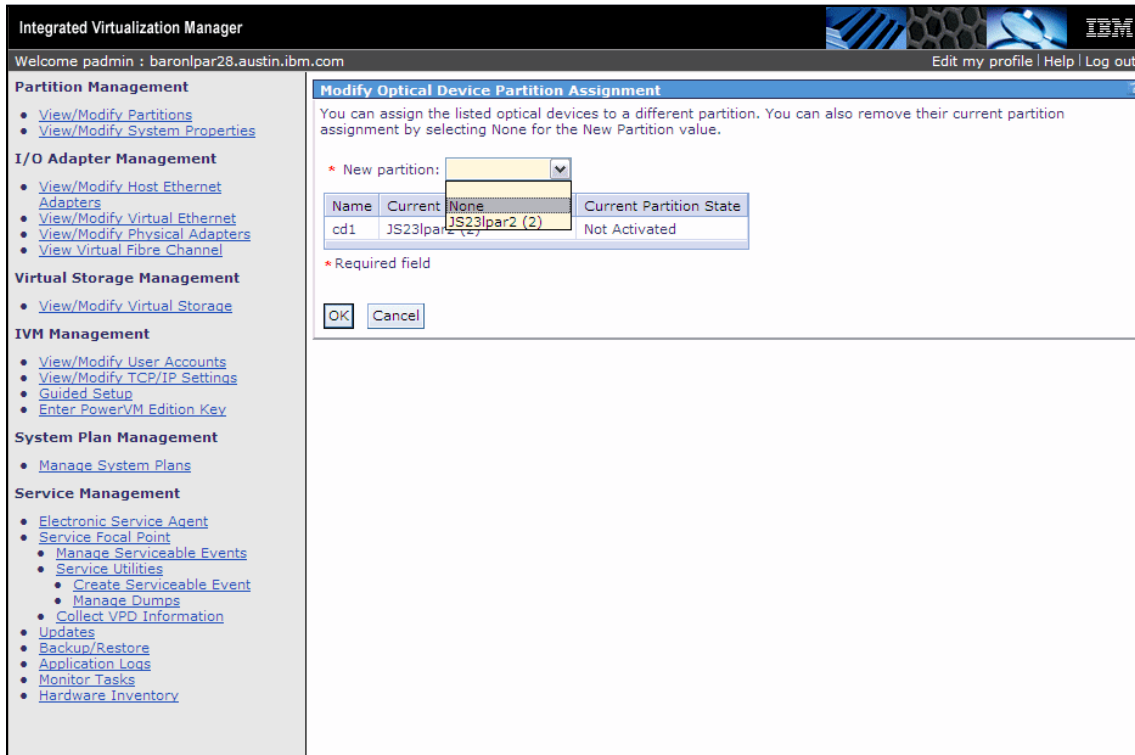 Integrated Virtualization Manager
IBM
Welcome padmin : baronlpar28.austin.ibm.com
Edit my profile | Help | Log out
Partition Management
View/Modify Partitions
View/Modify System Properties
I/O Adapter Management
View/Modify Host Ethernet
Adapters
View/Modify Virtual Ethernet
View/Modify Physical Adapters
View Virtual Fibre Channel
Virtual Storage Management
View/Modify Virtual Storage
IVM Management
View/Modify User Accounts
View/Modify TCP/IP Settings
Guided Setup
Enter PowerVM Edition Key
System Plan Management
Manage System Plans
Service Management
Electronic Service Agent
Service Focal Point
Manage Serviceable Events
Service Utilities
Create Serviceable Event
Manage Dumps
Collect VPD Information
Updates
Backup/Restore
Application Logs
Monitor Tasks
Hardware Inventory
Modify Optical Device Partition Assignment
?
You can assign the listed optical devices to a different partition. You can also remove their current partition
assignment by selecting None for the New Partition value.
* New partition:
None
JS23lpar2 (2)
Name Current Current Partition State
cd1 JS23lpar2 (2) Not Activated
* Required field
OK Cancel